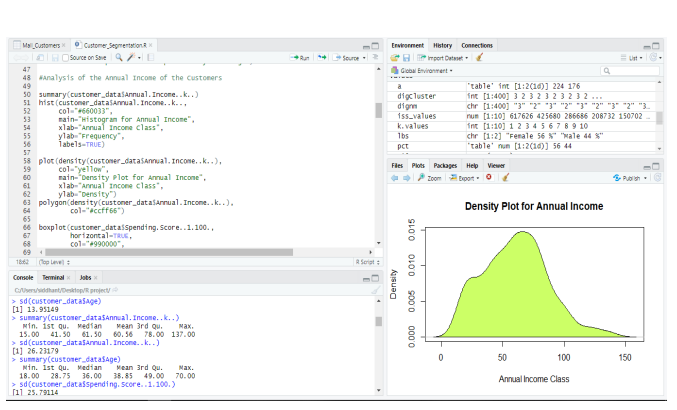 Mall_Customers
Customer_Segmentation.R
Source on Save
Run
Source
47
48 #Analysis of the Annual Income of the Customers
49
50 summary(customer_data$Annual.Income..k..)
51 hist(customer_data$Annual.Income..k..,
52 col="#660033",
53 main="Histogram for Annual Income",
54 xlab="Annual Income Class",
55 ylab="Frequency",
56 labels=TRUE)
57
58 plot(density(customer_data$Annual.Income..k..),
59 col="yellow",
60 main="Density Plot for Annual Income",
61 xlab="Annual Income Class",
62 ylab="Density")
63 polygon(density(customer_data$Annual.Income..k..),
64 col="#ccff66")
65
66 boxplot(customer_data$Spending.Score..1.100.,
67 horizontal=TRUE,
68 col="#990000",
69
18:62 (Top Level) R Script
Console Terminal Jobs
C:/Users/siddhant/Desktop/R project/
> sd(customer_data$Age)
[1] 13.95149
> summary(customer_data$Annual.Income..k..)
Min. 1st Qu. Median Mean 3rd Qu. Max.
15.00 41.50 61.50 60.56 78.00 137.00
> sd(customer_data$Annual.Income..k..)
[1] 26.23179
> summary(customer_data$Age)
Min. 1st Qu. Median Mean 3rd Qu. Max.
18.00 28.75 36.00 38.85 49.00 70.00
> sd(customer_data$Spending.Score..1.100.)
[1] 25.79114
Environment History Connections
Import Dataset List
Global Environment
values
a 'table' int [1:2(1d)] 224 176
digCluster int [1:400] 3 2 3 2 3 2 3 2 ...
dignm chr [1:400] "3" "2" "3" "2" "3" "2" "3" "2" "3…
iss_values num [1:10] 617626 425680 286686 208732 150702 ...
k.values int [1:10] 1 2 3 4 5 6 7 8 9 10
lbs chr [1:2] "Female 56 %" "Male 44 %"
pct 'table' num [1:2(1d)] 56 44
Files Plots Packages Help Viewer
Zoom Export Publish
Density Plot for Annual Income
0.015
0.010
0.005
0.000
Density
0 50 100 150
Annual Income Class